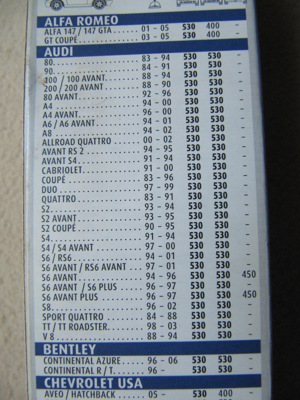 ALFA ROMEO
ALFA 147 / 147 GTA .... 01 - 05 530 400 -
GT COUPÉ .............. 03 - 05 530 400 -
AUDI
80 .................... 83 - 94 530 530 -
90 .................... 84 - 91 530 530 -
100 / 100 AVANT ....... 88 - 94 530 530 -
200 / 200 AVANT ....... 88 - 90 530 530 -
80 AVANT .............. 92 - 96 530 530 -
A4 .................... 94 - 00 530 530 -
A4 AVANT .............. 96 - 00 530 530 -
A6 / A6 AVANT ......... 94 - 01 530 530 -
A8 .................... 94 - 02 530 530 -
ALLROAD QUATTRO ....... 00 - 02 530 530 -
AVANT RS 2 ............ 94 - 95 530 530 -
AVANT S4 .............. 91 - 94 530 530 -
CABRIOLET ............. 91 - 00 530 530 -
COUPÉ ................. 83 - 96 530 530 -
DUO ................... 97 - 99 530 530 -
QUATTRO ............... 83 - 91 530 530 -
S2 .................... 93 - 94 530 530 -
S2 AVANT .............. 93 - 95 530 530 -
S2 COUPÉ .............. 90 - 95 530 530 -
S4 .................... 91 - 94 530 530 -
S4 / S4 AVANT ......... 97 - 00 530 530 -
S6 / RS6 .............. 94 - 01 530 530 -
S6 AVANT / RS6 AVANT ... 97 - 01 530 530 -
S6 AVANT .............. 94 - 96 530 530 450
S6 AVANT / S6 PLUS .... 96 - 97 530 530 -
S6 AVANT PLUS ......... 96 - 97 530 530 450
S8 .................... 96 - 02 530 530 -
SPORT QUATTRO ......... 84 - 88 530 530 -
TT / TT ROADSTER ...... 98 - 03 530 530 -
V 8 ................... 88 - 94 530 530 -
BENTLEY
CONTINENTAL AZURE ..... 96 - 06 530 530 -
CONTINENTAL R / T ..... 96 - 530 530 -
CHEVROLET USA
AVEO / HATCHBACK ...... 05 - 530 400 -